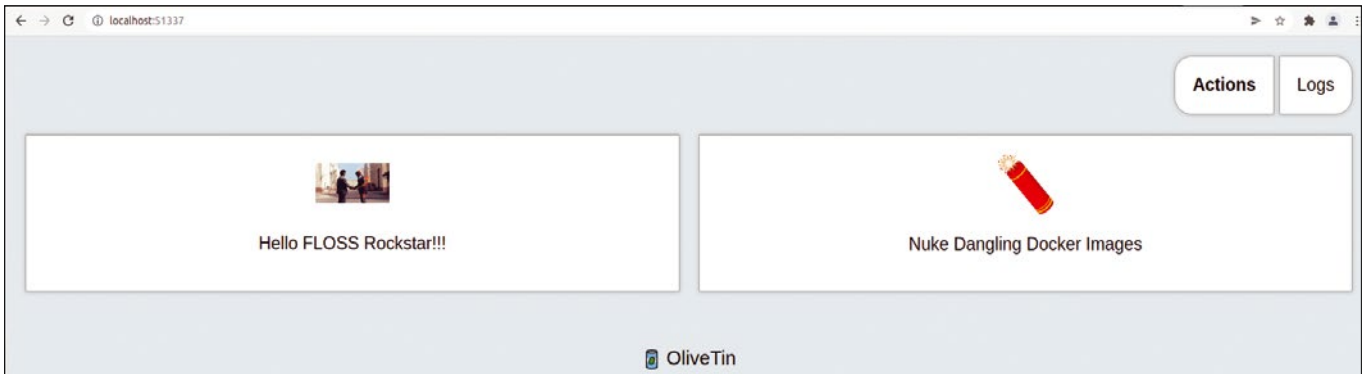 localhost:51337
Actions Logs
Hello FLOSS Rockstar!!! Nuke Dangling Docker Images
OliveTin